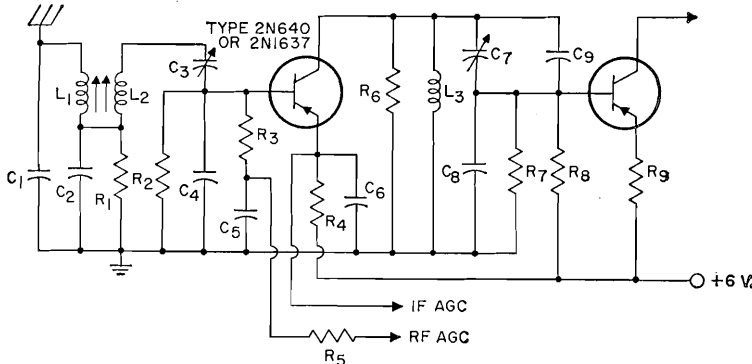 TYPE 2N640
OR 2N1637
C3
C7
C9
L1
L2
R6
L3
R3
C1
C2
R1
R2
C4
C5
R4
C6
C8
R7
R8
R9
+6 V
IF AGC
RF AGC
R5